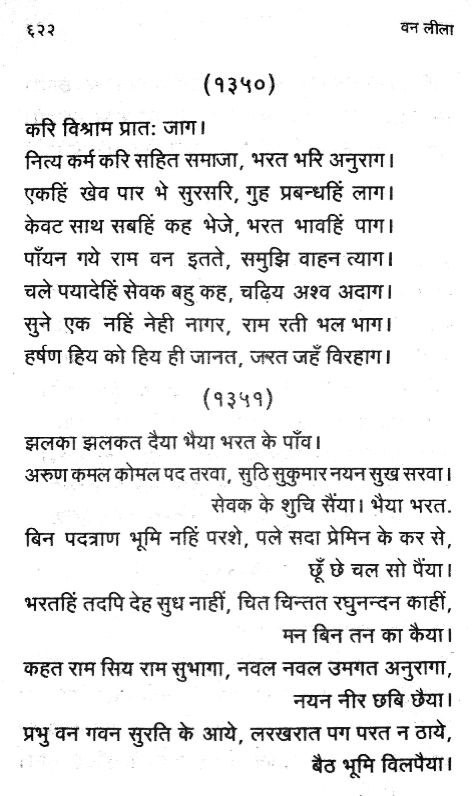 ६२२ वन लीला
(१३५०)
करि विश्राम प्रातः जाग।
नित्य कर्म करि सहित समाजा, भरत भरि अनुराग।
एकहिं खेव पार भे सुरसरि, गुह प्रबन्धहिं लाग।
केवट साथ सबहिं कह भेजे, भरत भावहिं पाग।
पाँयन गये राम वन इतते, समुझि वाहन त्याग।
चले पयादेहिं सेवक बहु कह, चढ़िय अश्व अदाग।
सुने एक नहिं नेही नागर, राम रती भल भाग।
हर्षण हिय को हिय ही जानत, जरत जहँ विरहाग।
(१३५१)
झलका झलकत दैया भैया भरत के पाँव।
अरुण कमल कोमल पद तरवा, सुठि सुकुमार नयन सुख सरवा।
सेवक के शुचि सैंया। भैया भरत.
बिन पदत्राण भूमि नहिं परशे, पले सदा प्रेमिन के कर से,
छूँ छे चल सो पैंया।
भरतहिं तदपि देह सुध नाहीं, चित चिन्तत रघुनन्दन काहीं,
मन बिन तन का कैया।
कहत राम सिय राम सुभागा, नवल नवल उमगत अनुरागा,
नयन नीर छबि छैया।
प्रभु वन गवन सुरति के आये, लरखरात पग परत न ठाये,
बैठ भूमि विलपैया।